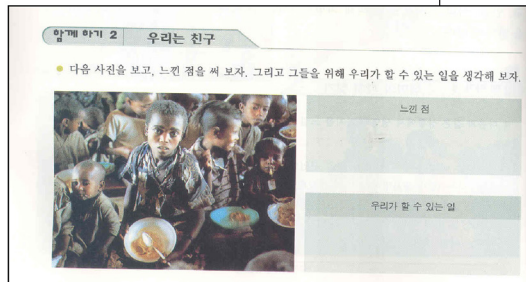 함께 하기 2 우리는 친구
다음 사진을 보고, 느낀 점을 써 보자. 그리고 그들을 위해 우리가 할 수 있는 일을 생각해 보자.
느낀 점
우리가 할 수 있는 일